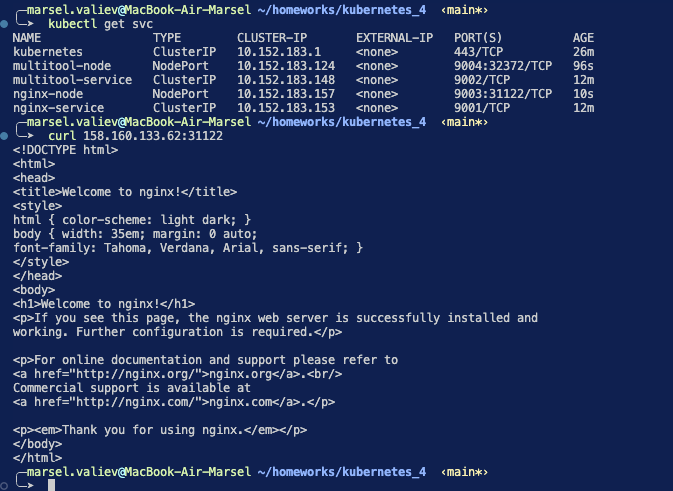 ╭─marsel.valiev@MacBook-Air-Marsel ~/homeworks/kubernetes_4 ‹main*›
╰─➤  kubectl get svc
NAME                TYPE        CLUSTER-IP       EXTERNAL-IP   PORT(S)          AGE
kubernetes          ClusterIP   10.152.183.1     <none>        443/TCP          26m
multitool-node      NodePort    10.152.183.124   <none>        9004:32372/TCP   96s
multitool-service   ClusterIP   10.152.183.148   <none>        9002/TCP         12m
nginx-node          NodePort    10.152.183.157   <none>        9003:31122/TCP   10s
nginx-service       ClusterIP   10.152.183.153   <none>        9001/TCP         12m
╭─marsel.valiev@MacBook-Air-Marsel ~/homeworks/kubernetes_4 ‹main*›
╰─➤  curl 158.160.133.62:31122
<!DOCTYPE html>
<html>
<head>
<title>Welcome to nginx!</title>
<style>
html { color-scheme: light dark; }
body { width: 35em; margin: 0 auto;
font-family: Tahoma, Verdana, Arial, sans-serif; }
</style>
</head>
<body>
<h1>Welcome to nginx!</h1>
<p>If you see this page, the nginx web server is successfully installed and
working. Further configuration is required.</p>

<p>For online documentation and support please refer to
<a href="http://nginx.org/">nginx.org</a>.<br/>
Commercial support is available at
<a href="http://nginx.com/">nginx.com</a>.</p>

<p><em>Thank you for using nginx.</em></p>
</body>
</html>
╭─marsel.valiev@MacBook-Air-Marsel ~/homeworks/kubernetes_4 ‹main*›
╰─➤